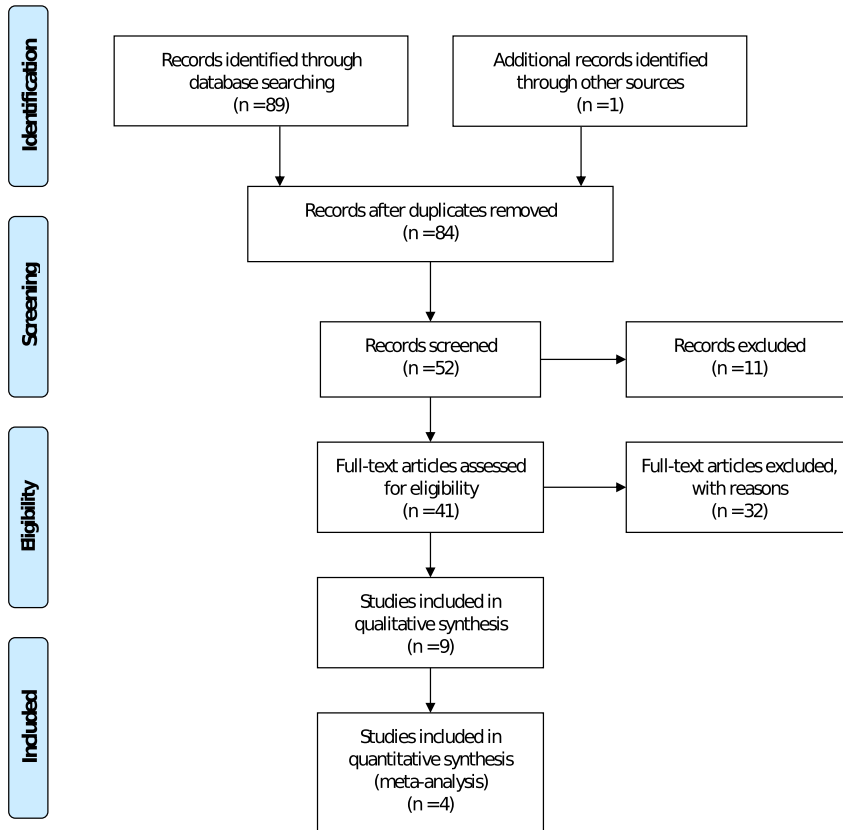 Identification
Records identified through
database searching
(n = 89)
Additional records identified
through other sources
(n = 1)
Records after duplicates removed
(n = 84)
Screening
Records screened
(n = 52)
Records excluded
(n = 11)
Eligibility
Full-text articles assessed
for eligibility
(n = 41)
Full-text articles excluded,
with reasons
(n = 32)
Studies included in
qualitative synthesis
(n = 9)
Included
Studies included in
quantitative synthesis
(meta-analysis)
(n = 4)